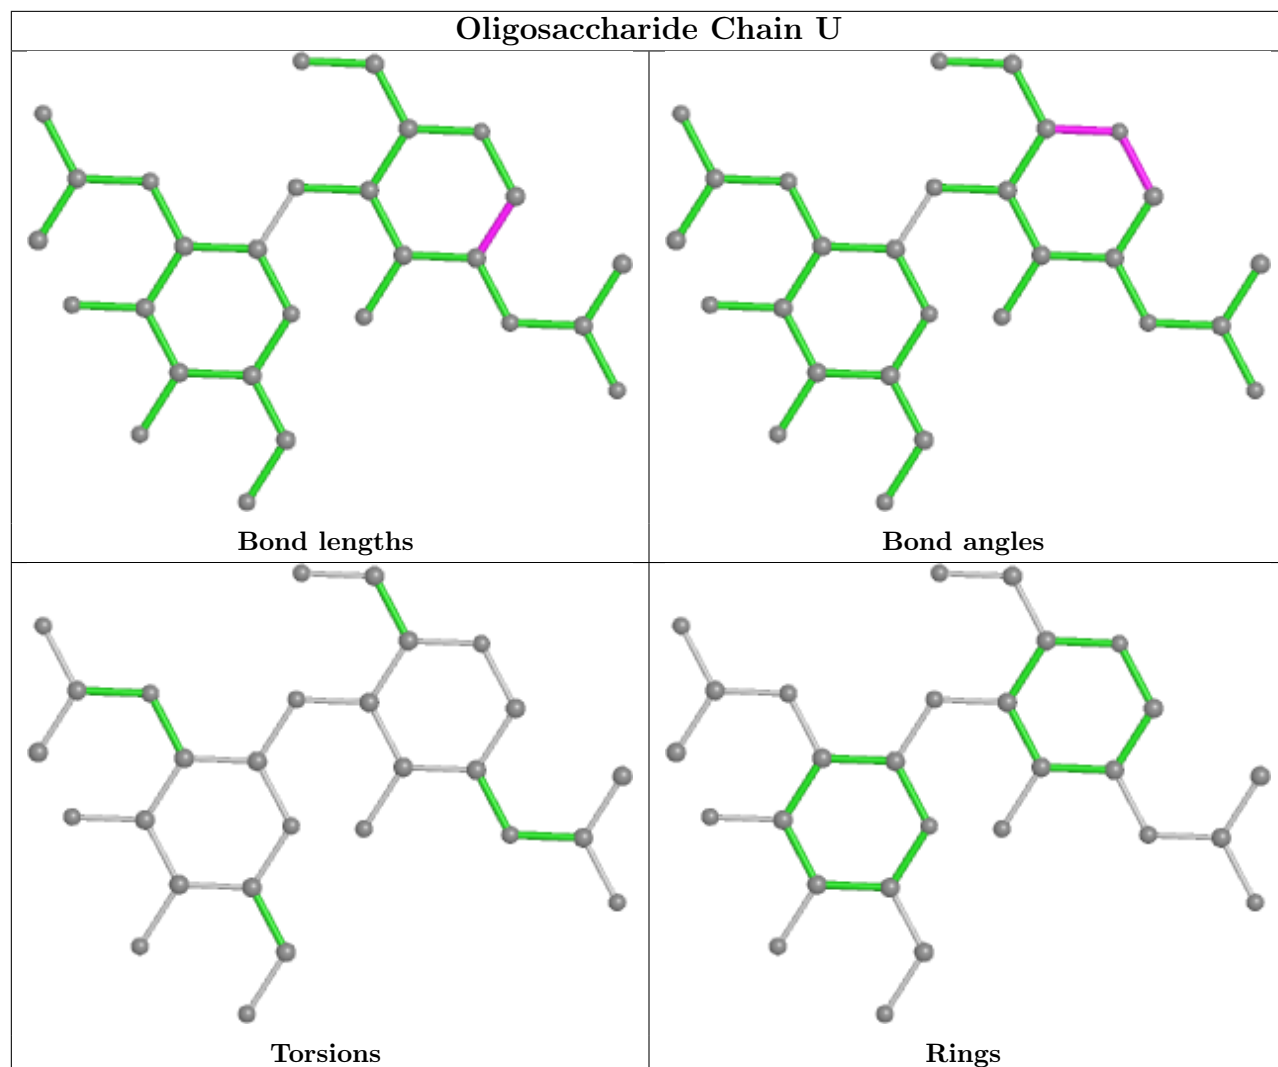 Oligosaccharide Chain U
Bond lengths
Bond angles
Torsions
Rings